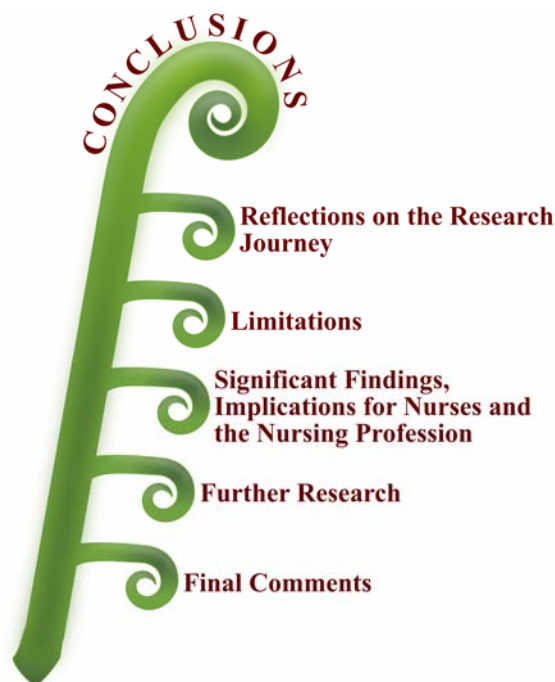 CONCLUSIONS
Reflections on the Research
Journey
Limitations
Significant Findings,
Implications for Nurses and
the Nursing Profession
Further Research
Final Comments